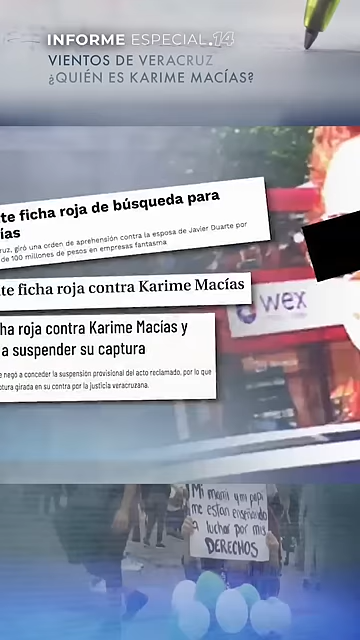 INFORME ESPECIAL.14
VIENTOS DE VERACRUZ
¿QUIÉN ES KARIME MACÍAS?
te ficha roja de búsqueda para
ías
ruz, giró una orden de aprehensión contra la esposa de Javier Duarte por
de 100 millones de pesos en empresas fantasma
te ficha roja contra Karime Macías
ha roja contra Karime Macías y
a suspender su captura
e negó a conceder la suspensión provisional del acto reclamado, por lo que
ptura girada en su contra por la justicia veracruzana.
wex
Mi mamá y mi papá
me están enseñando
a luchar por mis
DERECHOS